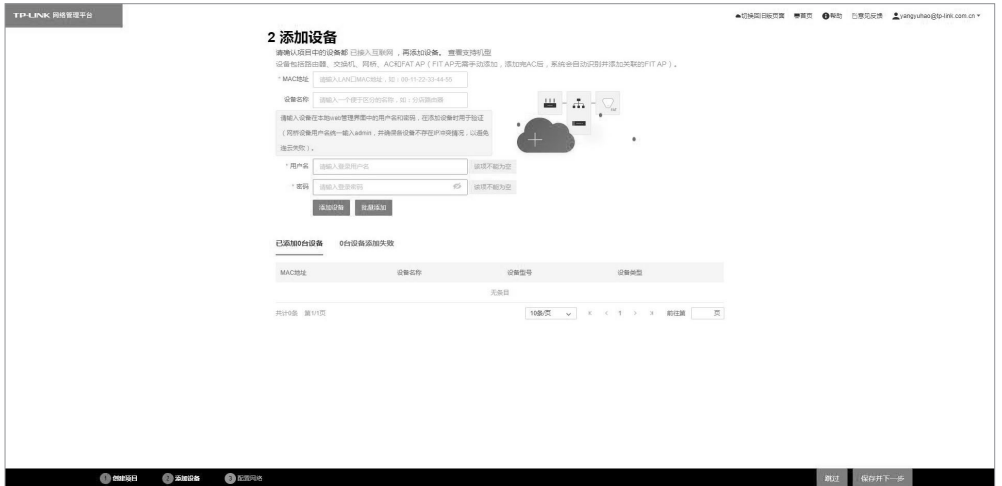 TP-LINK 网络管理平台
切换回旧版页面 首页 帮助 意见反馈 yangyuhao@tp-link.com.cn
2 添加设备
请确认项目中的设备都 已接入互联网 ，再添加设备。 查看支持机型
设备包括路由器、交换机、网桥、AC和FAT AP（ FIT AP无需手动添加，添加完AC后，系统会自动识别并添加关联的FIT AP ）。
* MAC地址 请输入LAN口MAC地址，如：00-11-22-33-44-55
设备名称 请输入一个便于区分的名称，如：分店路由器
请输入设备在本地web管理界面中的用户名和密码，在添加设备时用于验证
（ 网桥设备用户名统一输入admin，并确保各设备不存在IP冲突情况，以避免
连云失败 ）。
* 用户名 请输入登录用户名 该项不能为空
* 密码 请输入登录密码 该项不能为空
添加设备 批量添加
已添加0台设备 0台设备添加失败
MAC地址 设备名称 设备型号 设备类型
无条目
共计0条 第1/1页 10条/页 « ‹ 1 › » 前往第 页
1 创建项目 2 添加设备 3 配置网络 跳过 保存并下一步